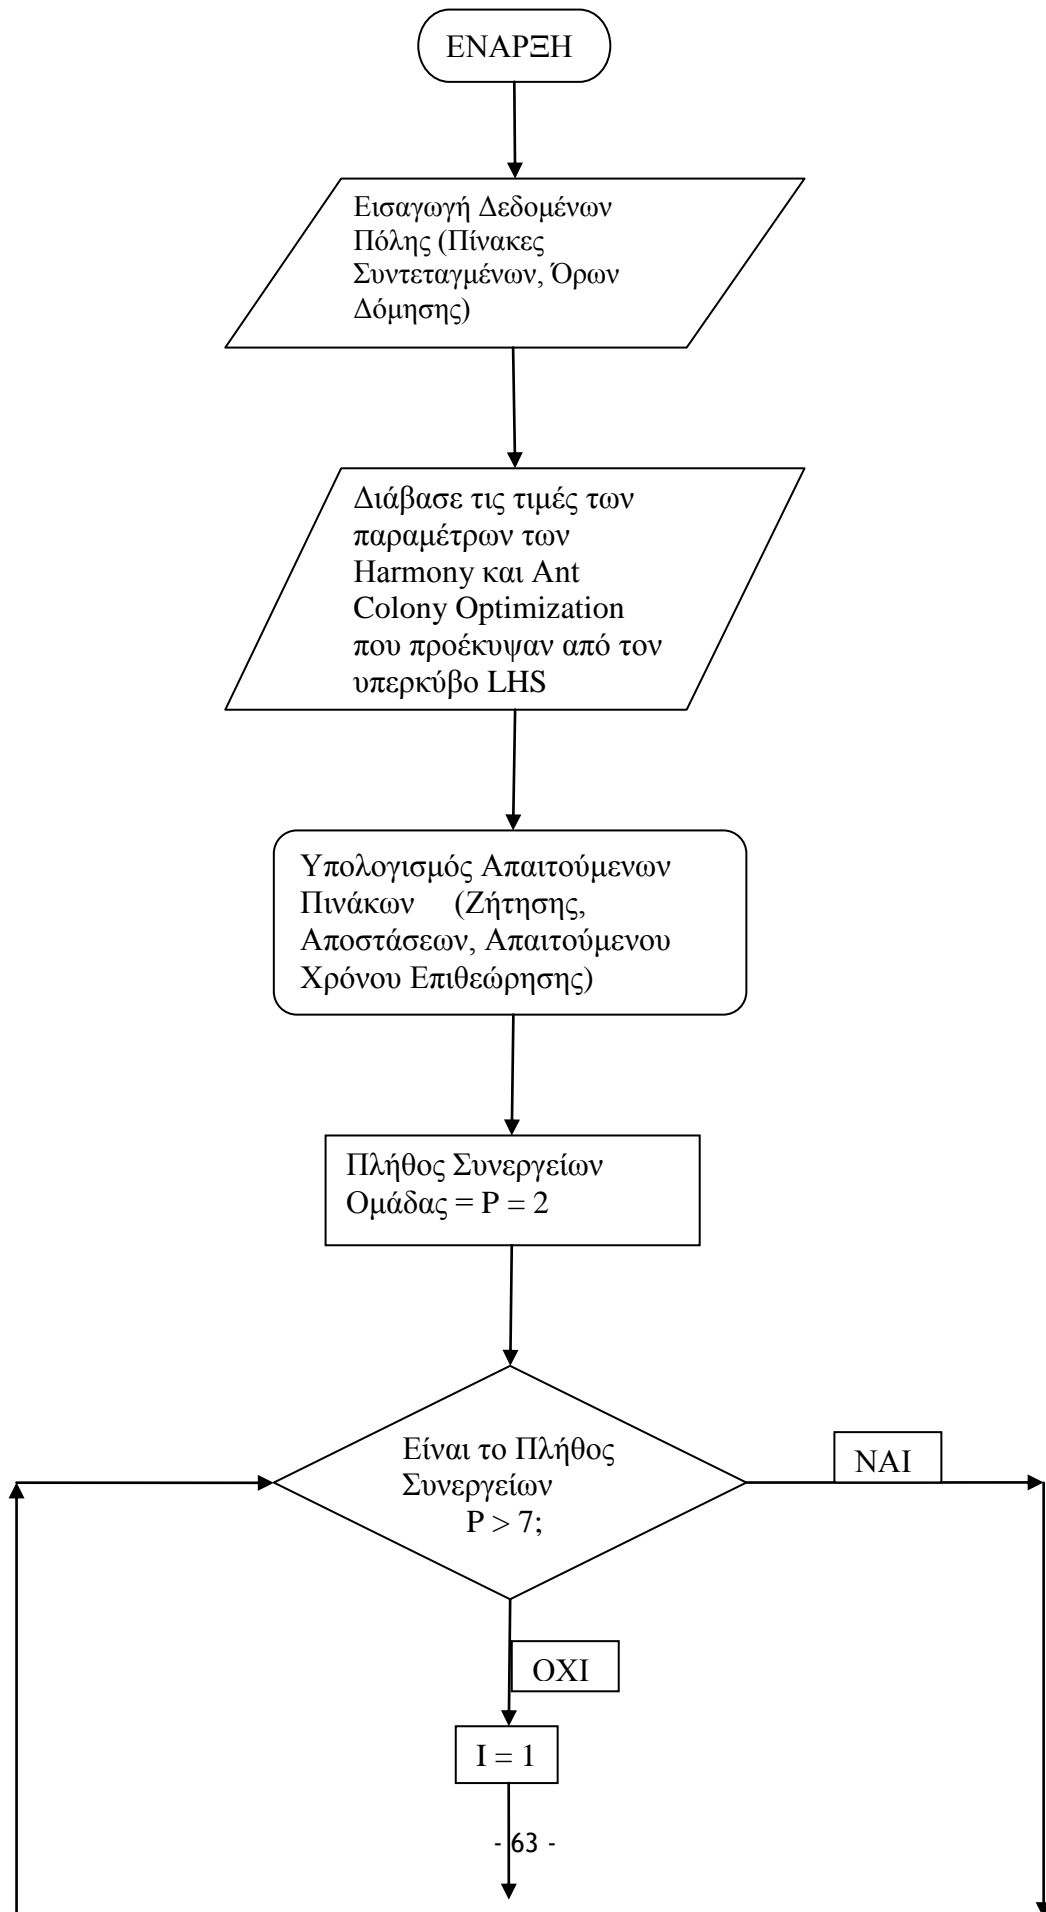 ΕΝΑΡΞΗ
Εισαγωγή Δεδομένων
Πόλης (Πίνακες
Συντεταγμένων, Όρων
Δόμησης)
Διάβασε τις τιμές των
παραμέτρων των
Harmony και Ant
Colony Optimization
που προέκυψαν από τον
υπερκύβο LHS
Υπολογισμός Απαιτούμενων
Πινάκων (Ζήτησης,
Αποστάσεων, Απαιτούμενου
Χρόνου Επιθεώρησης)
Πλήθος Συνεργείων
Ομάδας = P = 2
Είναι το Πλήθος
Συνεργείων
P > 7;
ΝΑΙ
ΟΧΙ
I = 1
- 63 -